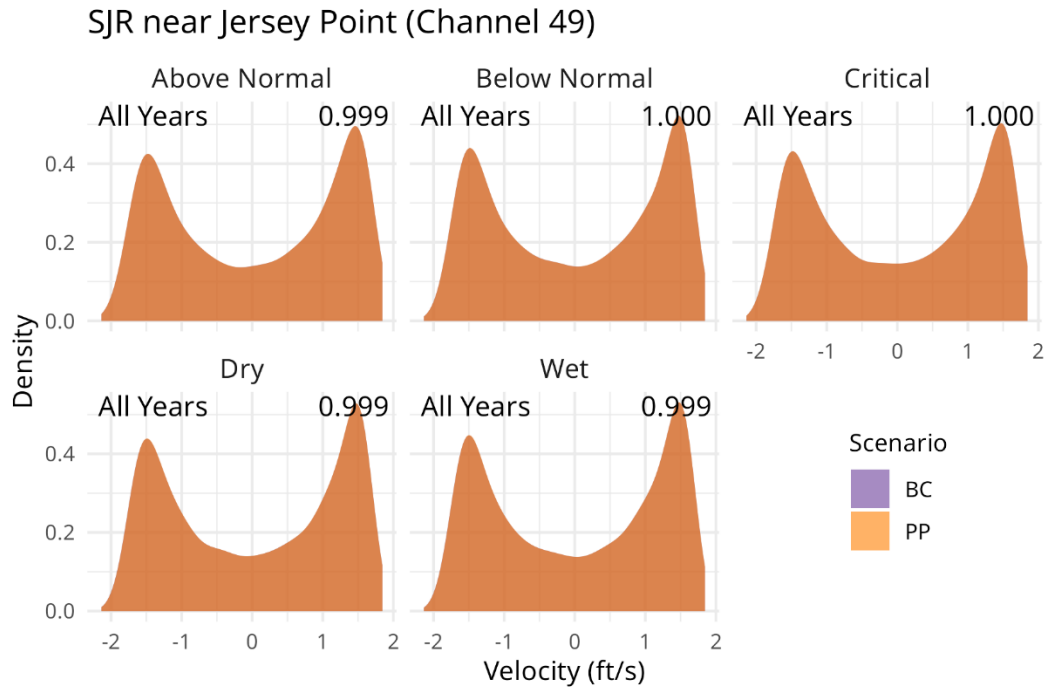 SJR near Jersey Point (Channel 49)
Above Normal
Below Normal
Critical
All Years 0.999
All Years 1.000
All Years 1.000
0.4
0.2
0.0
-2 -1 0 1 2
Density
Dry
Wet
All Years 0.999
All Years 0.999
0.4
0.2
0.0
-2 -1 0 1 2
-2 -1 0 1 2
Velocity (ft/s)
Scenario
BC
PP